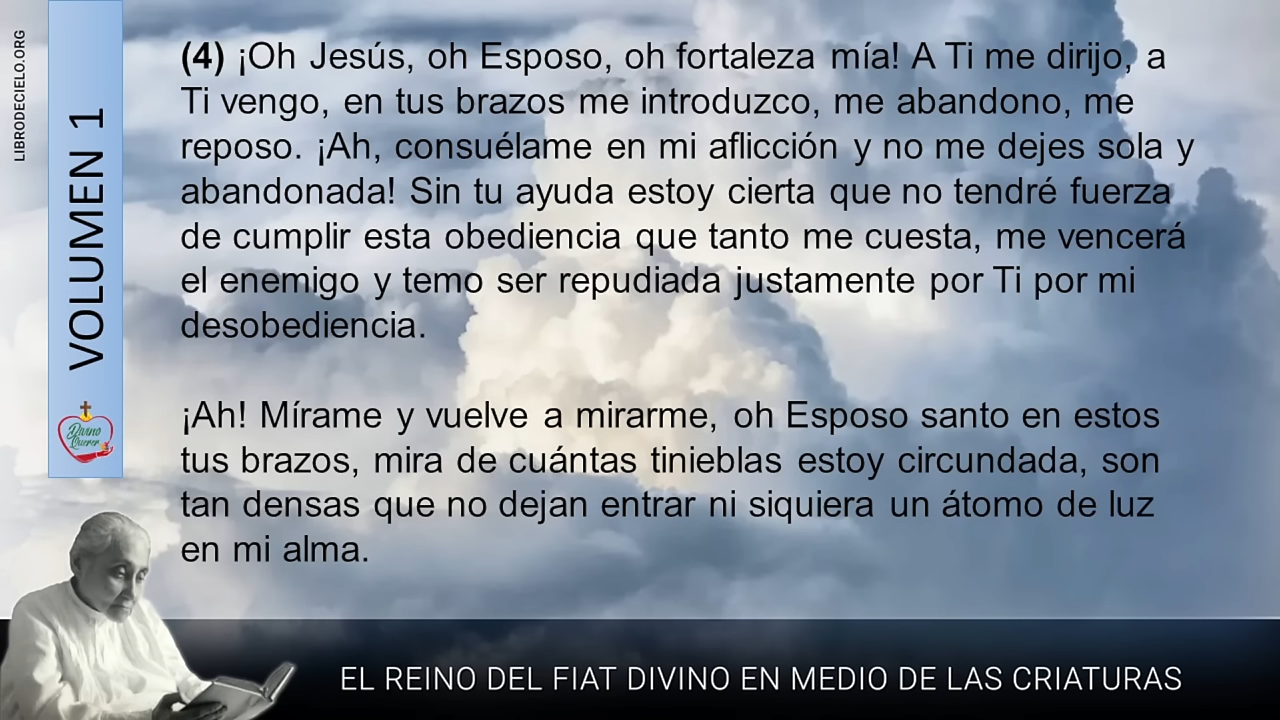 LIBRODECIELO.ORG
VOLUMEN 1
Divino
Querer
(4) ¡Oh Jesús, oh Esposo, oh fortaleza mía! A Ti me dirijo, a
Ti vengo, en tus brazos me introduzco, me abandono, me
reposo. ¡Ah, consuélame en mi aflicción y no me dejes sola y
abandonada! Sin tu ayuda estoy cierta que no tendré fuerza
de cumplir esta obediencia que tanto me cuesta, me vencerá
el enemigo y temo ser repudiada justamente por Ti por mi
desobediencia.
¡Ah! Mírame y vuelve a mirarme, oh Esposo santo en estos
tus brazos, mira de cuántas tinieblas estoy circundada, son
tan densas que no dejan entrar ni siquiera un átomo de luz
en mi alma.
EL REINO DEL FIAT DIVINO EN MEDIO DE LAS CRIATURAS